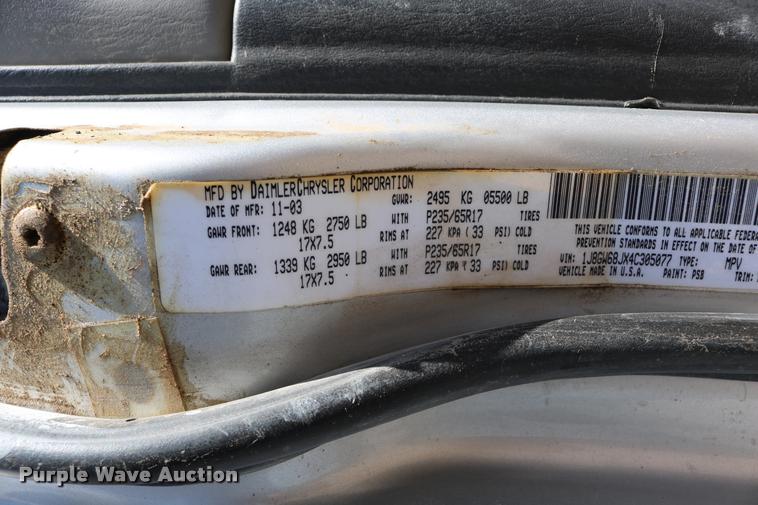 MFD BY DAIMLERCHRYSLER CORPORATION
DATE OF MFR: 11-03 GVWR: 2495 KG 05500 LB
GAWR FRONT: 1248 KG 2750 LB WITH P235/65R17 TIRES
17X7.5 RIMS AT 227 KPA ( 33 PSI) COLD
GAWR REAR: 1339 KG 2950 LB WITH P235/65R17 TIRES
17X7.5 RIMS AT 227 KPA ( 33 PSI) COLD
THIS VEHICLE CONFORMS TO ALL APPLICABLE FEDERA
PREVENTION STANDARDS IN EFFECT ON THE DATE OF
VIN: 1J8GW68JX4C305077 TYPE: MPV
VEHICLE MADE IN U.S.A. PAINT: PSB TRIM:
Purple Wave Auction